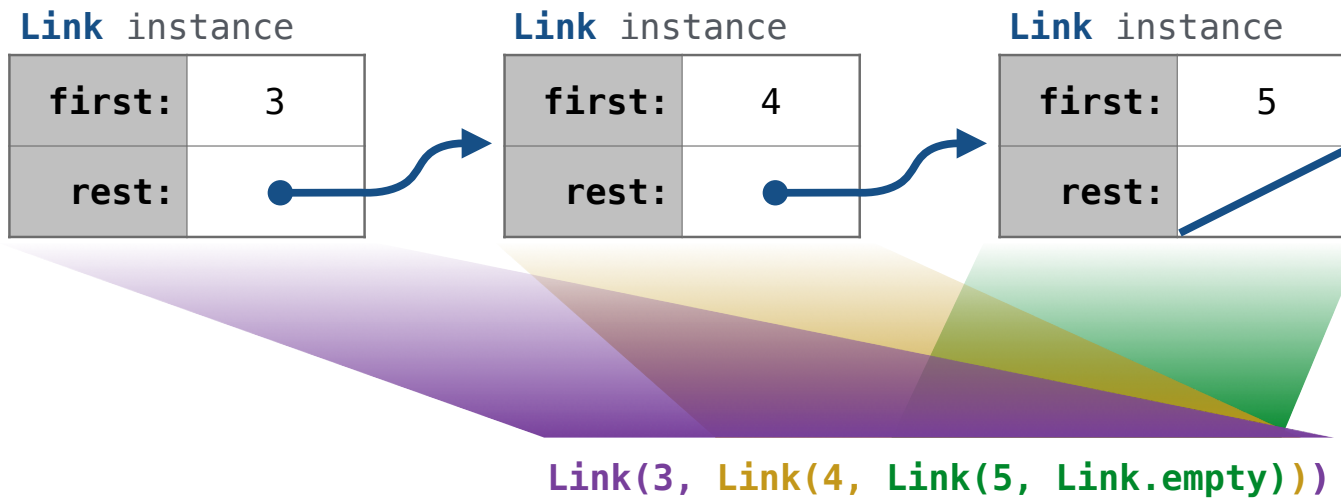 Link instance Link instance Link instance
first: 3 first: 4 first: 5
rest: rest: rest:
Link(3, Link(4, Link(5, Link.empty)))